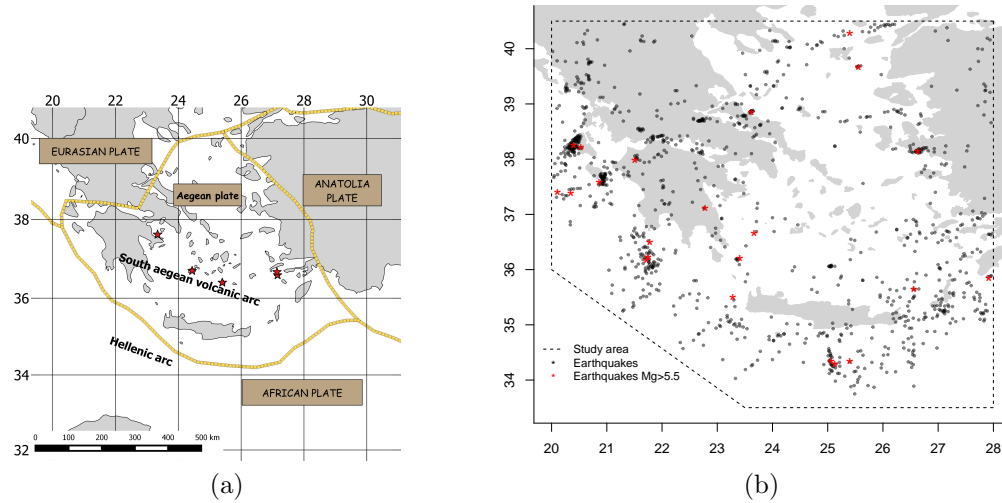 20 22 24 26 28 30
40
38
36
34
32
EURASIAN PLATE
Aegean plate
ANATOLIA
PLATE
South aegean volcanic arc
Hellenic arc
AFRICAN PLATE
0 100 200 300 400 500 km
(a)
40
39
38
37
36
35
34
Study area
Earthquakes
Earthquakes Mg>5.5
20 21 22 23 24 25 26 27 28
(b)